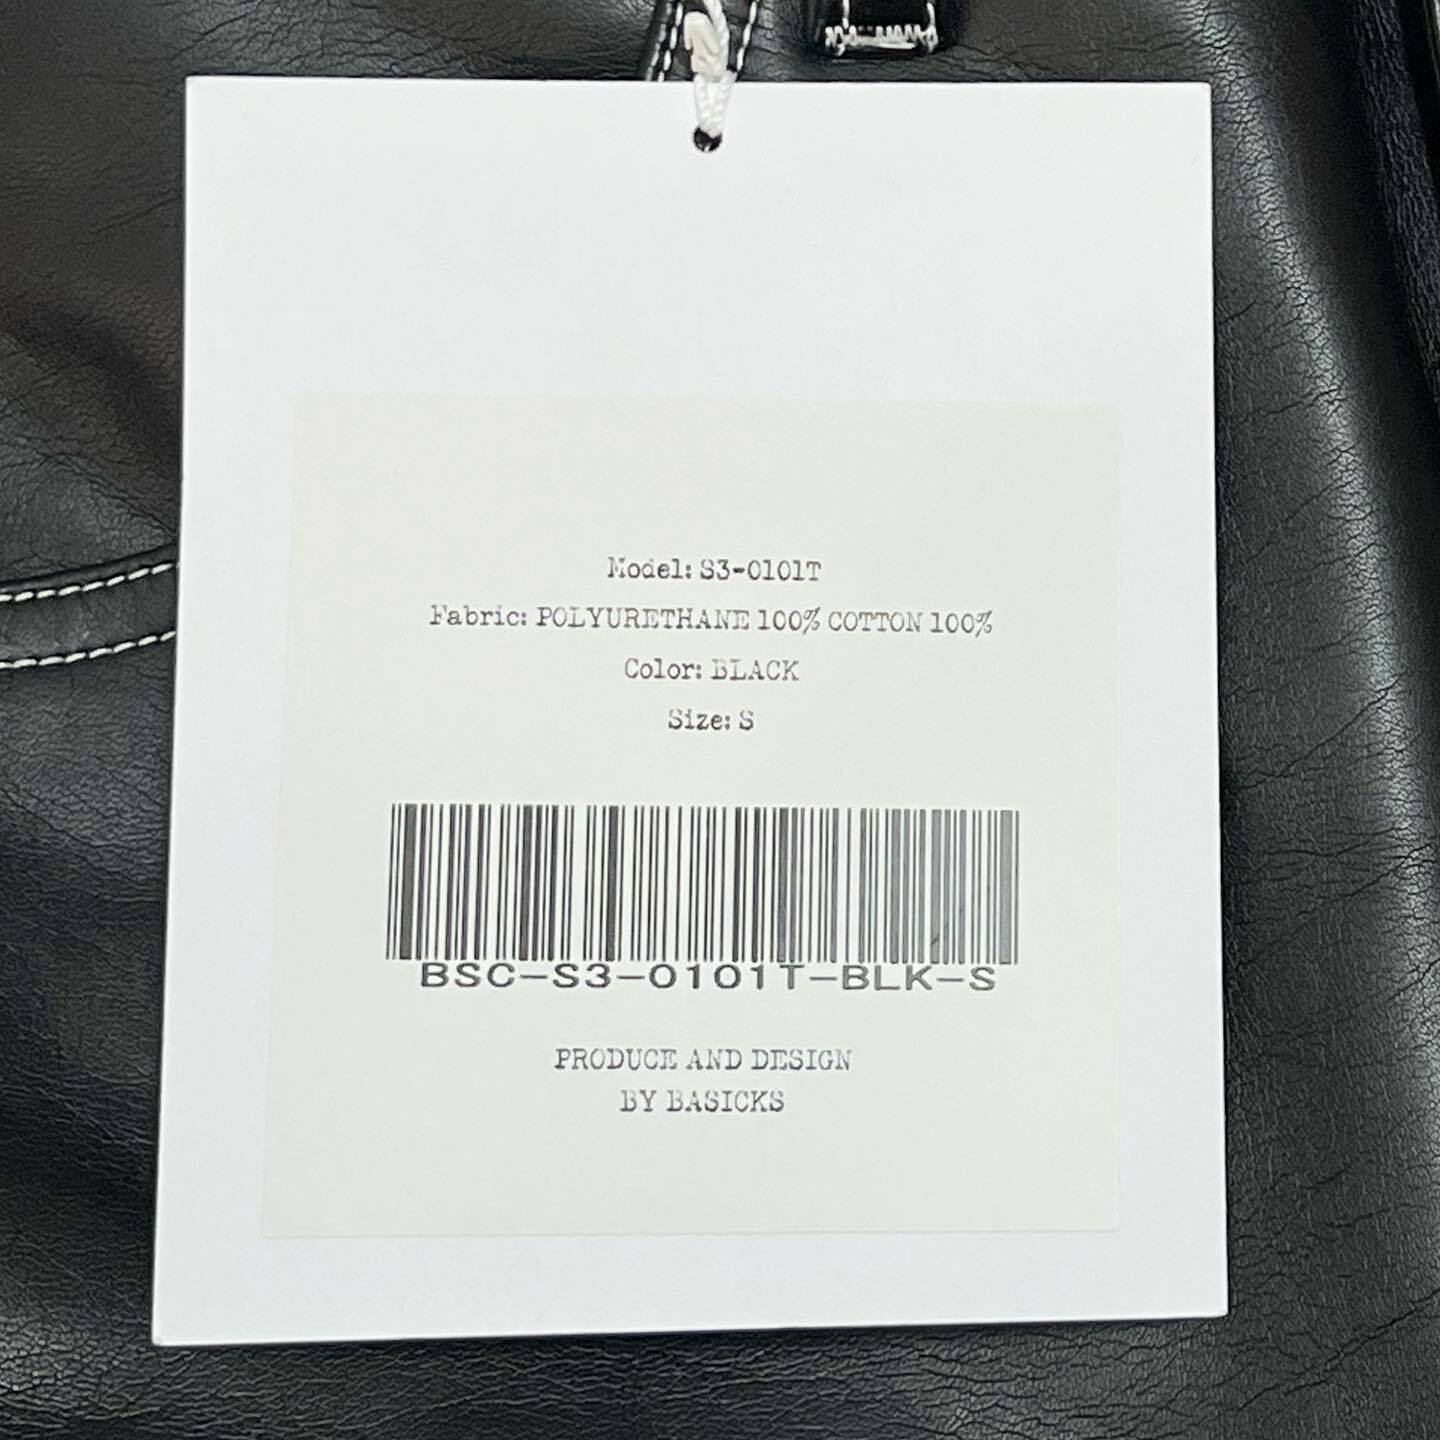 Model: S3-0101T
Fabric: POLYURETHANE 100% COTTON 100%
Color: BLACK
Size: S
BSC-S3-0101T-BLK-S
PRODUCE AND DESIGN
BY BASICKS